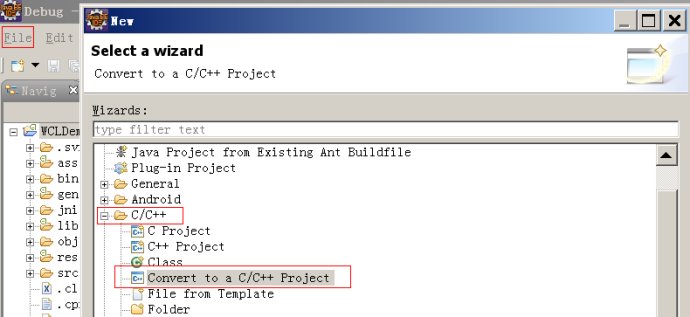 Debug —
New
File Edit
Select a wizard
Convert to a C/C++ Project
Navig
Wizards:
type filter text
WCLDem
.sv
ass
bin
gen
jni
lib
obj
res
src
.cl
.cp
Java Project from Existing Ant Buildfile
Plug-in Project
General
Android
C/C++
C Project
C++ Project
Class
Convert to a C/C++ Project
File from Template
Folder